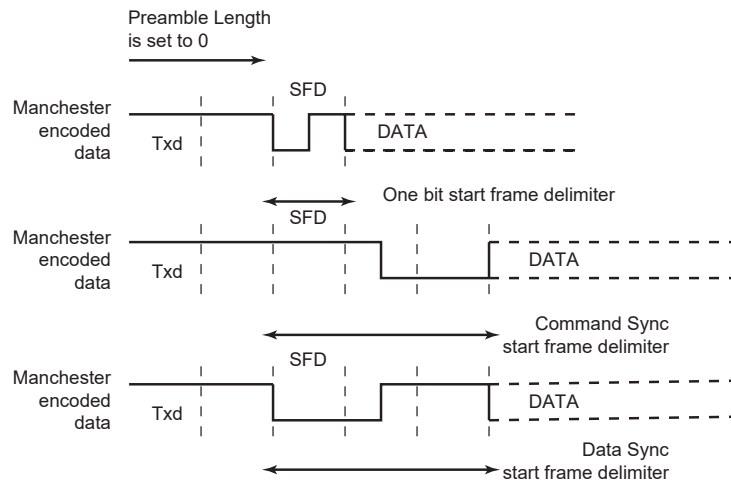 Preamble Length
is set to 0
SFD
Manchester
encoded
data
Txd
DATA
One bit start frame delimiter
SFD
Manchester
encoded
data
Txd
DATA
Command Sync
start frame delimiter
SFD
Manchester
encoded
data
Txd
DATA
Data Sync
start frame delimiter